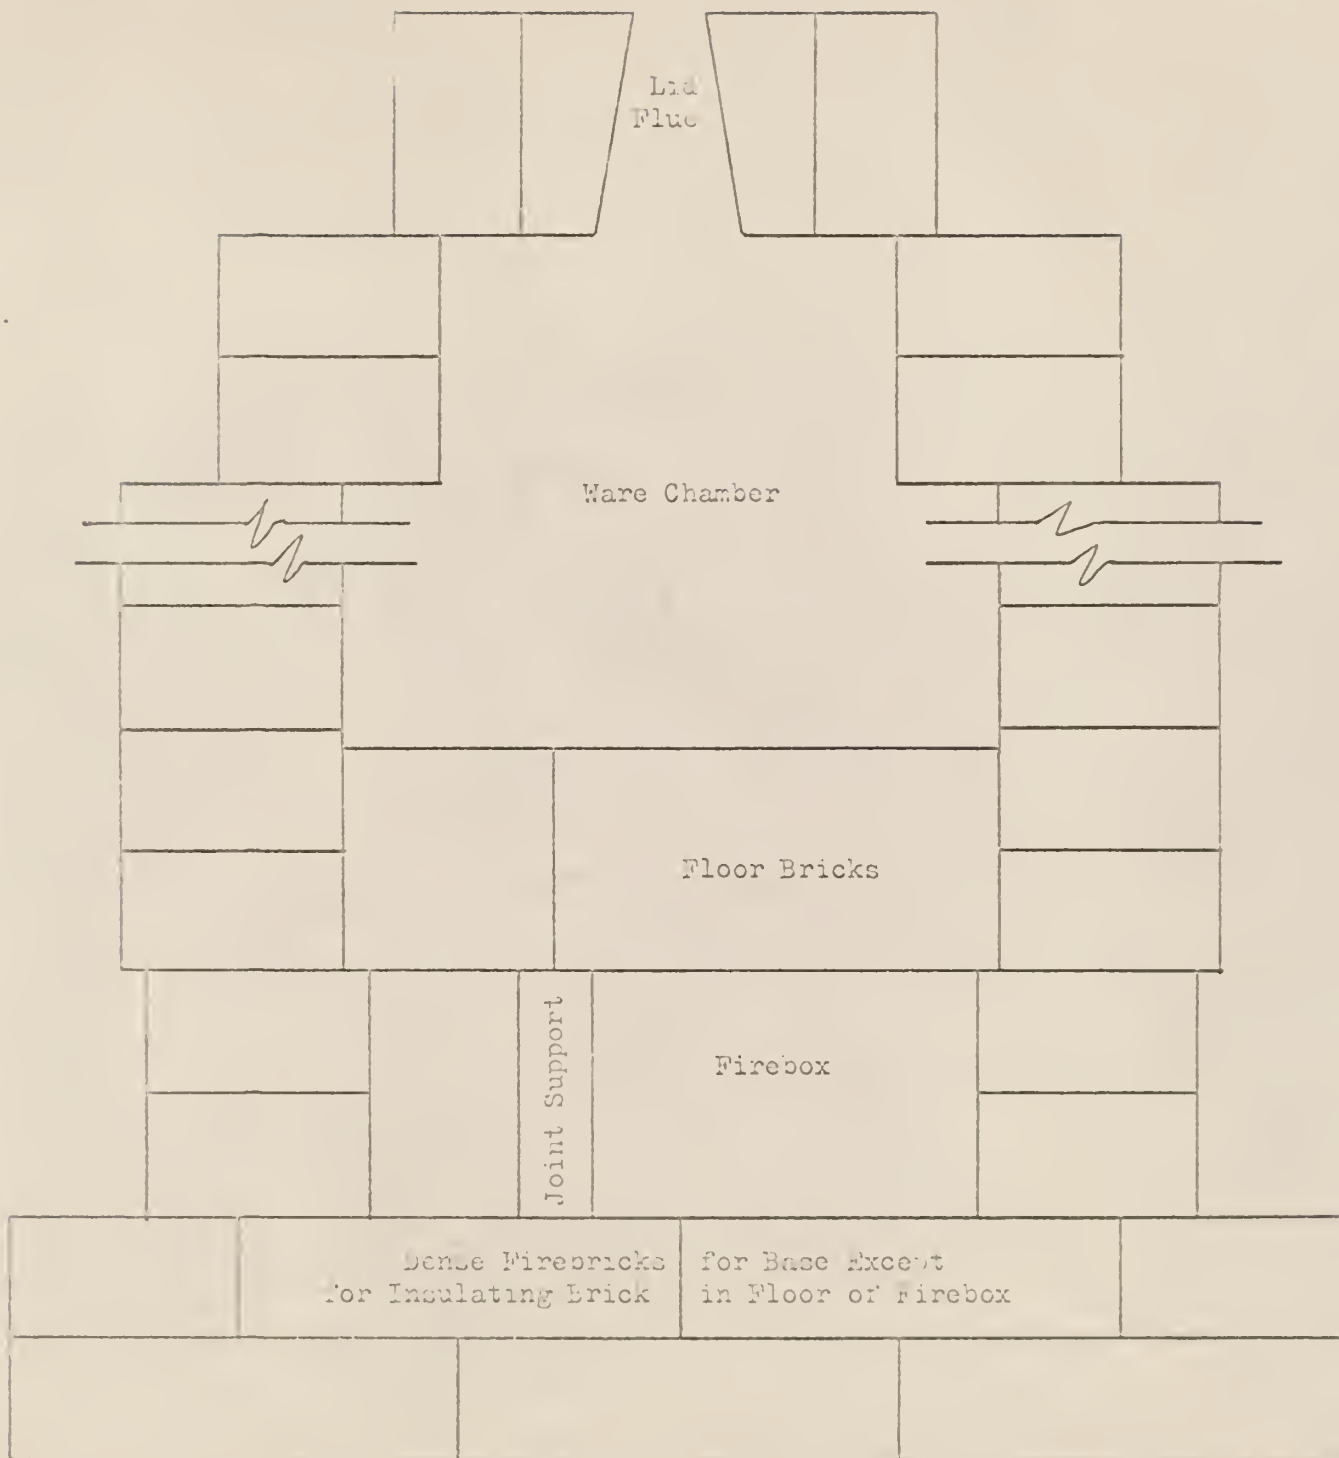 Lid
Flue
Ware Chamber
Floor Bricks
Joint Support
Firebox
Dense Firebricks for Base Except
for Insulating Brick in Floor of Firebox